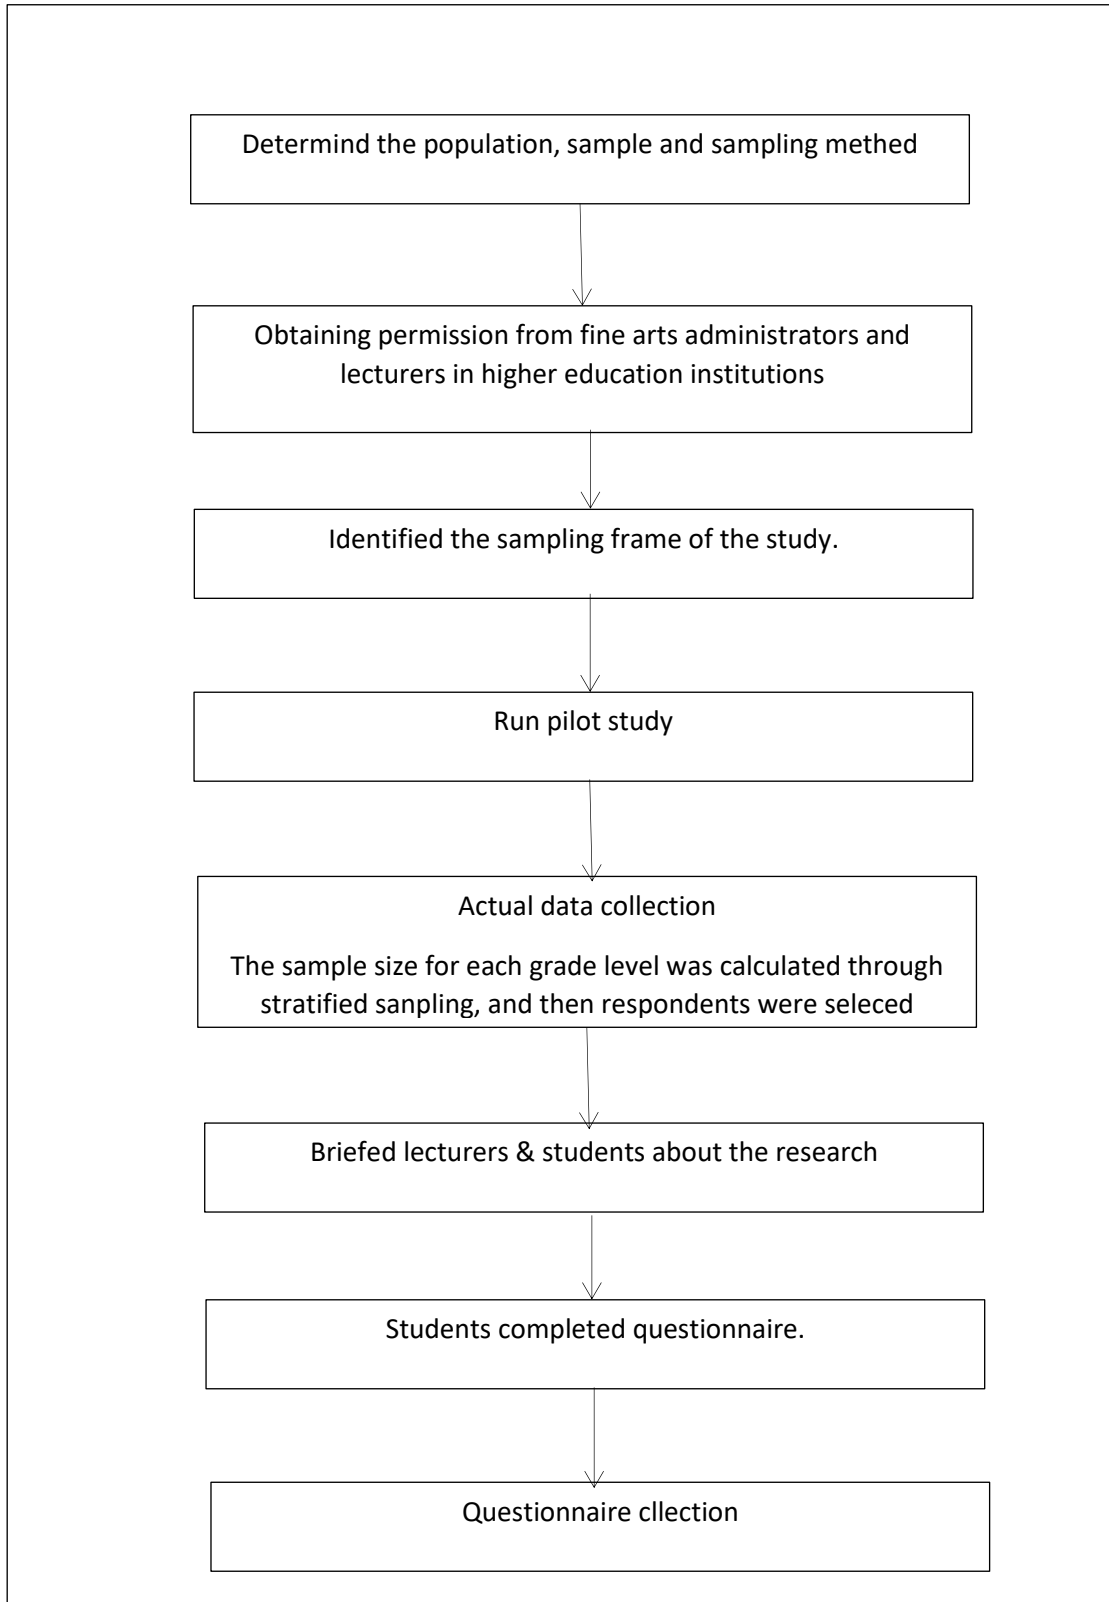 Determind the population, sample and sampling methed
Obtaining permission from fine arts administrators and
lecturers in higher education institutions
Identified the sampling frame of the study.
Run pilot study
Actual data collection
The sample size for each grade level was calculated through
stratified sanpling, and then respondents were seleced
Briefed lecturers & students about the research
Students completed questionnaire.
Questionnaire cllection